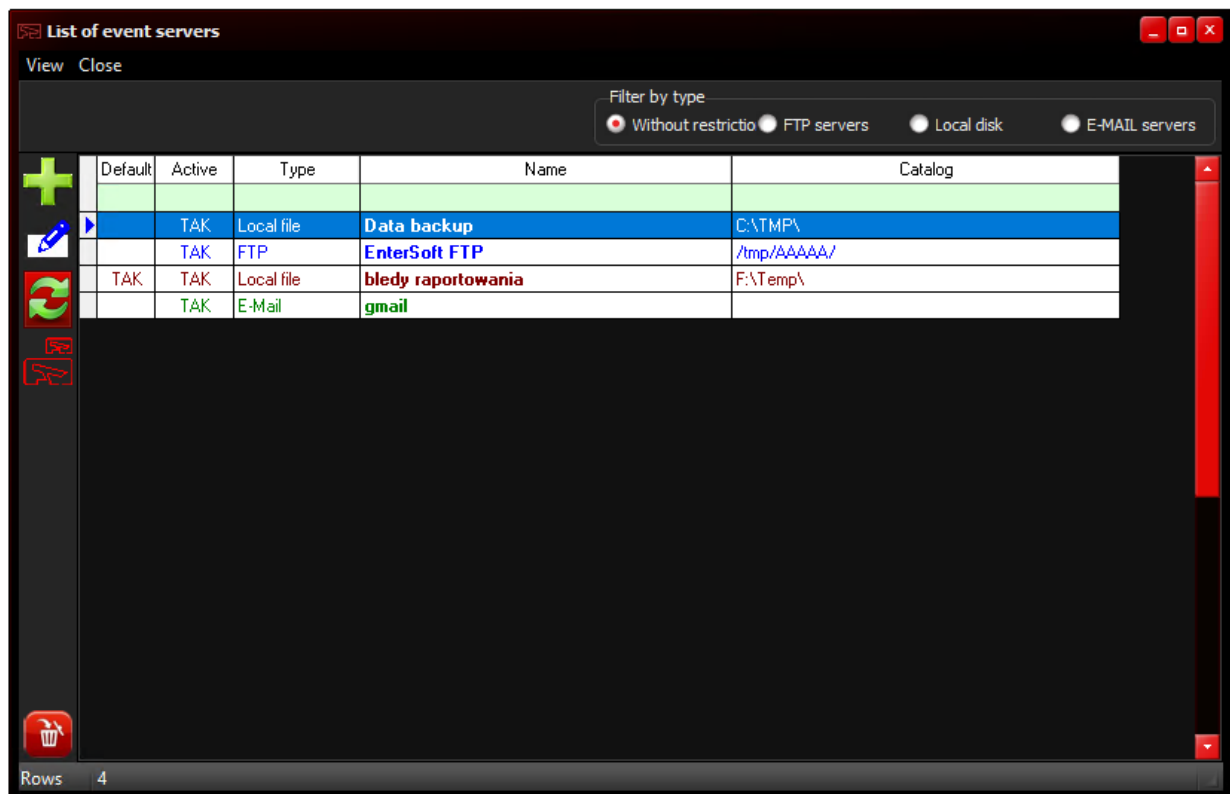 List of event servers
View Close
Filter by type
Without restrictio FTP servers Local disk E-MAIL servers
Default Active Type Name Catalog
TAK Local file Data backup C:\TMP\
TAK FTP EnterSoft FTP /tmp/AAAAA/
TAK TAK Local file bledy raportowania F:\Temp\
TAK E-Mail gmail
Rows 4